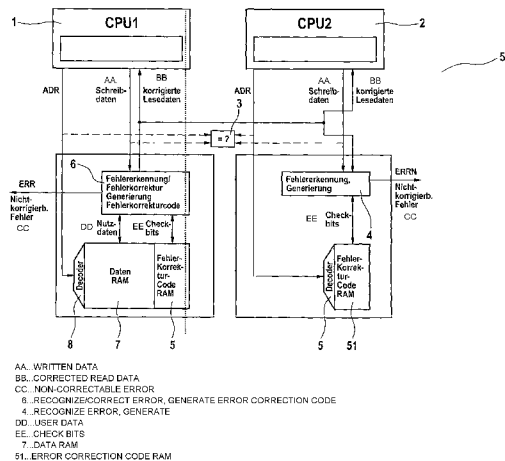 1
CPU1
CPU2
2
5
ADR
AA
Schreib-
daten
BB
korrigierte
Lesedaten
3
= ?
ADR
AA
Schreib-
daten
BB
korrigierte
Lesedaten
6
ERR
Nicht-
korrigierb.
Fehler
CC
Fehlererkennung/
Fehlerkorrektur
Generierung
Fehlerkorrekturcode
DD Nutz-
daten
EE Check-
bits
Decoder
Daten
RAM
Fehler-
Korrek-
tur-
Code
RAM
8
7
5
Fehlererkennung,
Generierung
ERRN
Nicht-
korrigierb.
Fehler
CC
EE Check-
bits
4
Decoder
Fehler-
Korrek-
tur-
Code
RAM
5
51
AA...WRITTEN DATA
BB...CORRECTED READ DATA
CC...NON-CORRECTABLE ERROR
6...RECOGNIZE/CORRECT ERROR, GENERATE ERROR CORRECTION CODE
4...RECOGNIZE ERROR, GENERATE
DD...USER DATA
EE...CHECK BITS
7...DATA RAM
51...ERROR CORRECTION CODE RAM